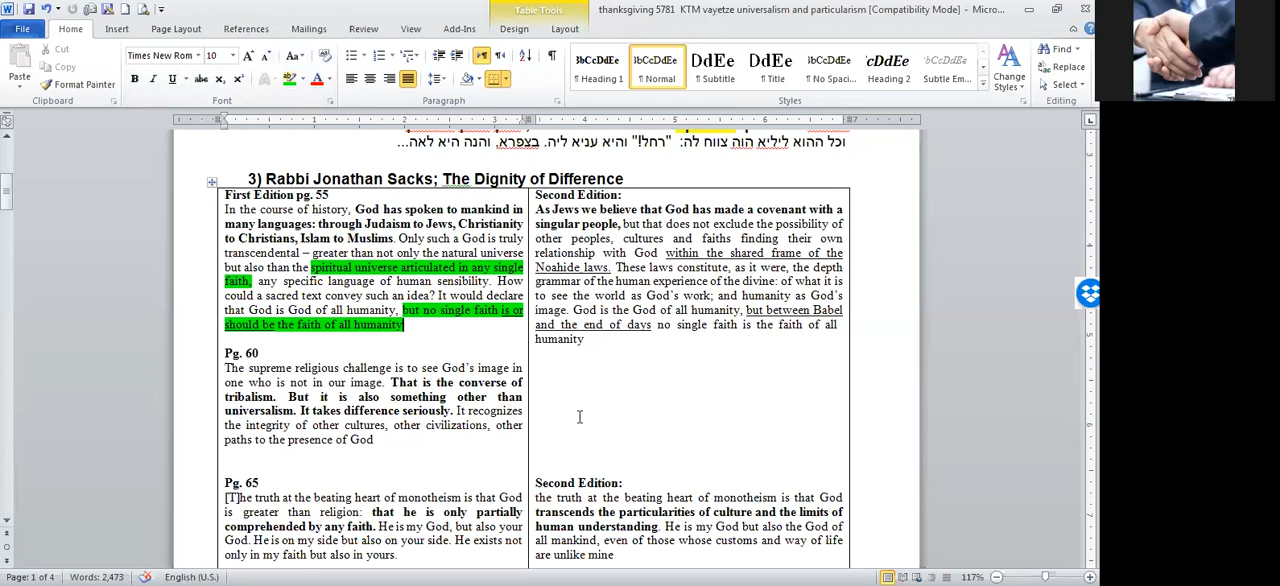 thanksgiving 5781 KTM vayetze universalism and particularism [Compatibility Mode] - Micro...
Table Tools
File Home Insert Page Layout References Mailings Review View Add-Ins Design Layout
Cut
Copy
Format Painter
Paste
Times New Rom 10
B I U abc x₂ x²
AaBbCcDdEe
DdEe
¶ Heading 1 ¶ Normal ¶ Subtitle ¶ Title ¶ No Spaci... Heading 2 Subtle Em...
Change Styles
Find
Replace
Select
Clipboard Font Paragraph Styles Editing
1 2 3 4 5 6
וכל ההוא ליליא הוה צווח לה: "רחל!" והיא עניא ליה. בצפרא, והנה היא לאה...
3) Rabbi Jonathan Sacks; The Dignity of Difference
First Edition pg. 55
In the course of history, God has spoken to mankind in
many languages: through Judaism to Jews, Christianity
to Christians, Islam to Muslims. Only such a God is truly
transcendental – greater than not only the natural universe
but also than the spiritual universe articulated in any single
faith, any specific language of human sensibility. How
could a sacred text convey such an idea? It would declare
that God is God of all humanity, but no single faith is or
should be the faith of all humanity
Pg. 60
The supreme religious challenge is to see God's image in
one who is not in our image. That is the converse of
tribalism. But it is also something other than
universalism. It takes difference seriously. It recognizes
the integrity of other cultures, other civilizations, other
paths to the presence of God
Pg. 65
[T]he truth at the beating heart of monotheism is that God
is greater than religion: that he is only partially
comprehended by any faith. He is my God, but also your
God. He is on my side but also on your side. He exists not
only in my faith but also in yours.
Second Edition:
As Jews we believe that God has made a covenant with a
singular people, but that does not exclude the possibility of
other peoples, cultures and faiths finding their own
relationship with God within the shared frame of the
Noahide laws. These laws constitute, as it were, the depth
grammar of the human experience of the divine: of what it is
to see the world as God's work; and humanity as God's
image. God is the God of all humanity, but between Babel
and the end of days no single faith is the faith of all
humanity
Second Edition:
the truth at the beating heart of monotheism is that God
transcends the particularities of culture and the limits of
human understanding. He is my God but also the God of
all mankind, even of those whose customs and way of life
are unlike mine
Page: 1 of 4 Words: 2,473 English (U.S.) 117%